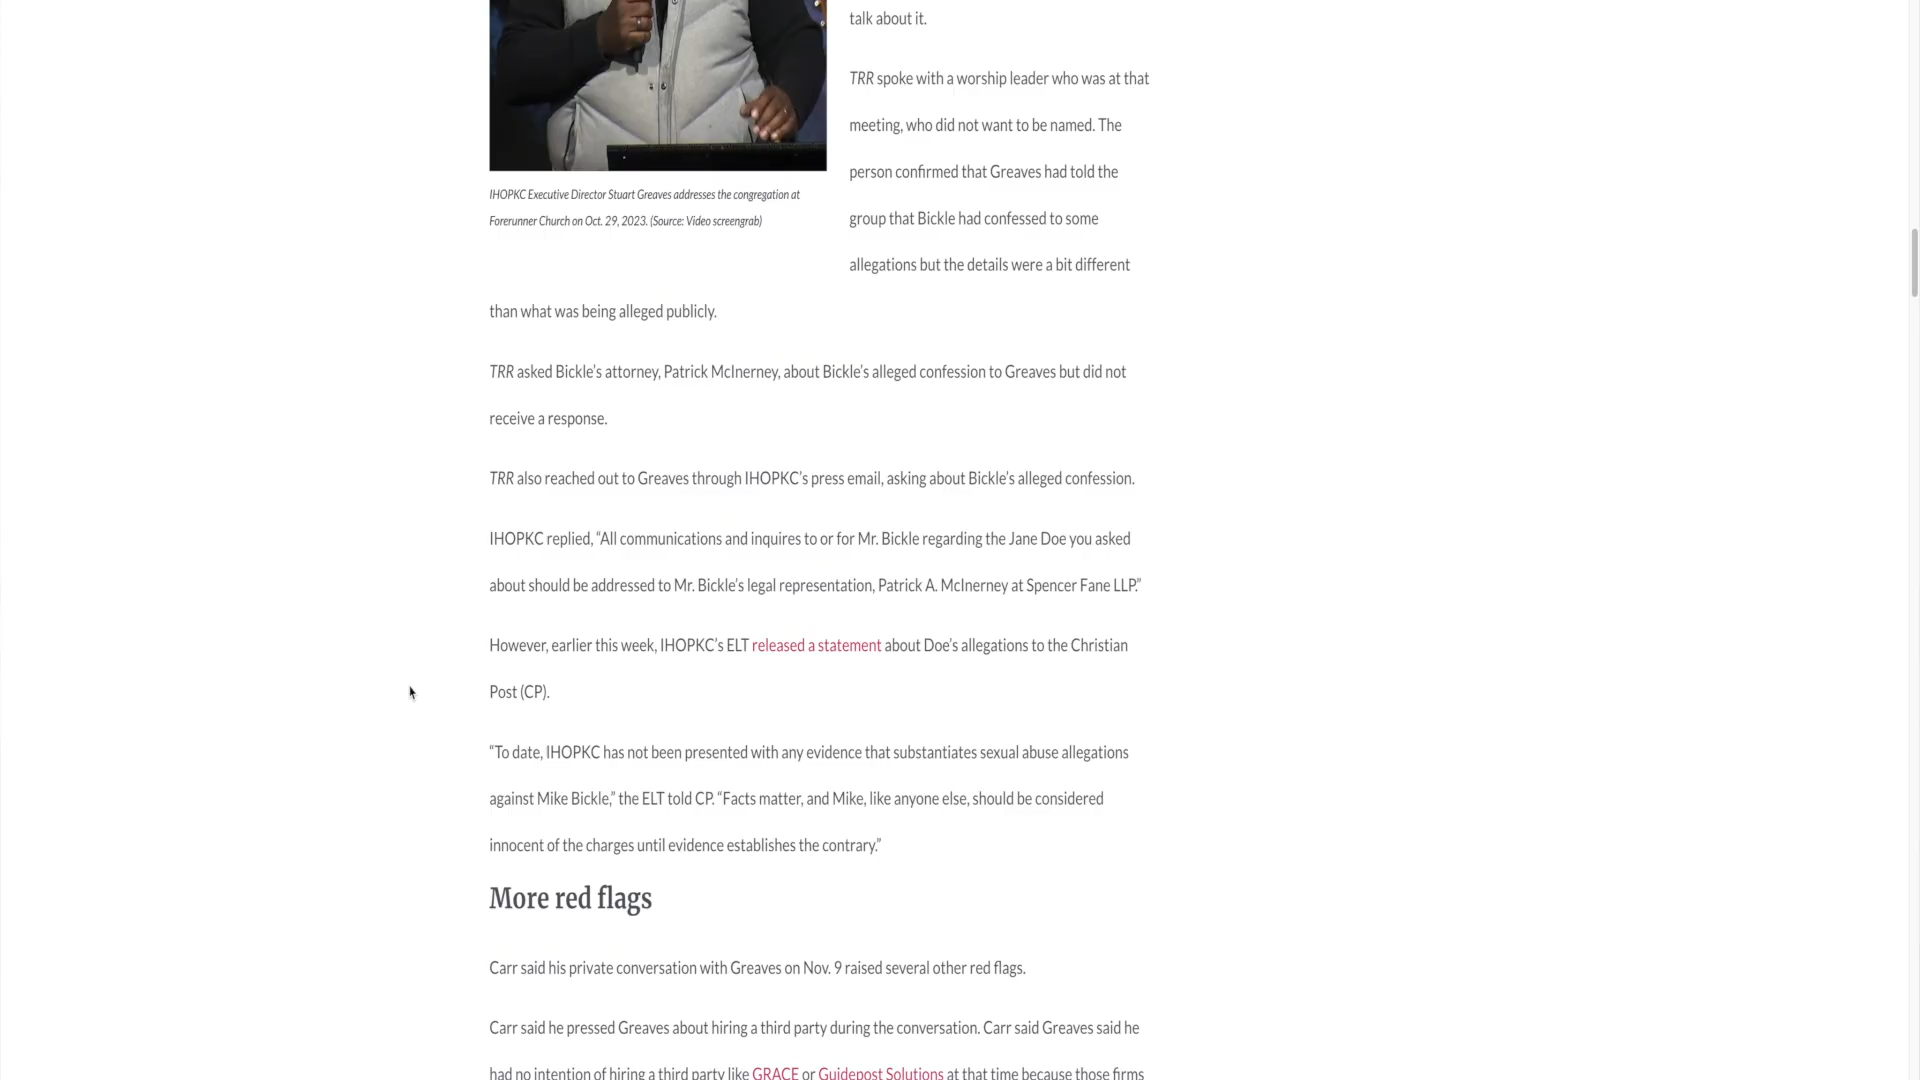 talk about it.
TRR spoke with a worship leader who was at that
meeting, who did not want to be named. The
person confirmed that Greaves had told the
group that Bickle had confessed to some
allegations but the details were a bit different
IHOPKC Executive Director Stuart Greaves addresses the congregation at
Forerunner Church on Oct. 29, 2023. (Source: Video screengrab)
than what was being alleged publicly.
TRR asked Bickle’s attorney, Patrick McInerney, about Bickle’s alleged confession to Greaves but did not
receive a response.
TRR also reached out to Greaves through IHOPKC’s press email, asking about Bickle’s alleged confession.
IHOPKC replied, “All communications and inquires to or for Mr. Bickle regarding the Jane Doe you asked
about should be addressed to Mr. Bickle’s legal representation, Patrick A. McInerney at Spencer Fane LLP.”
However, earlier this week, IHOPKC’s ELT released a statement about Doe’s allegations to the Christian
Post (CP).
“To date, IHOPKC has not been presented with any evidence that substantiates sexual abuse allegations
against Mike Bickle,” the ELT told CP. “Facts matter, and Mike, like anyone else, should be considered
innocent of the charges until evidence establishes the contrary.”
More red flags
Carr said his private conversation with Greaves on Nov. 9 raised several other red flags.
Carr said he pressed Greaves about hiring a third party during the conversation. Carr said Greaves said he
had no intention of hiring a third party like GRACE or Guidepost Solutions at that time because those firms